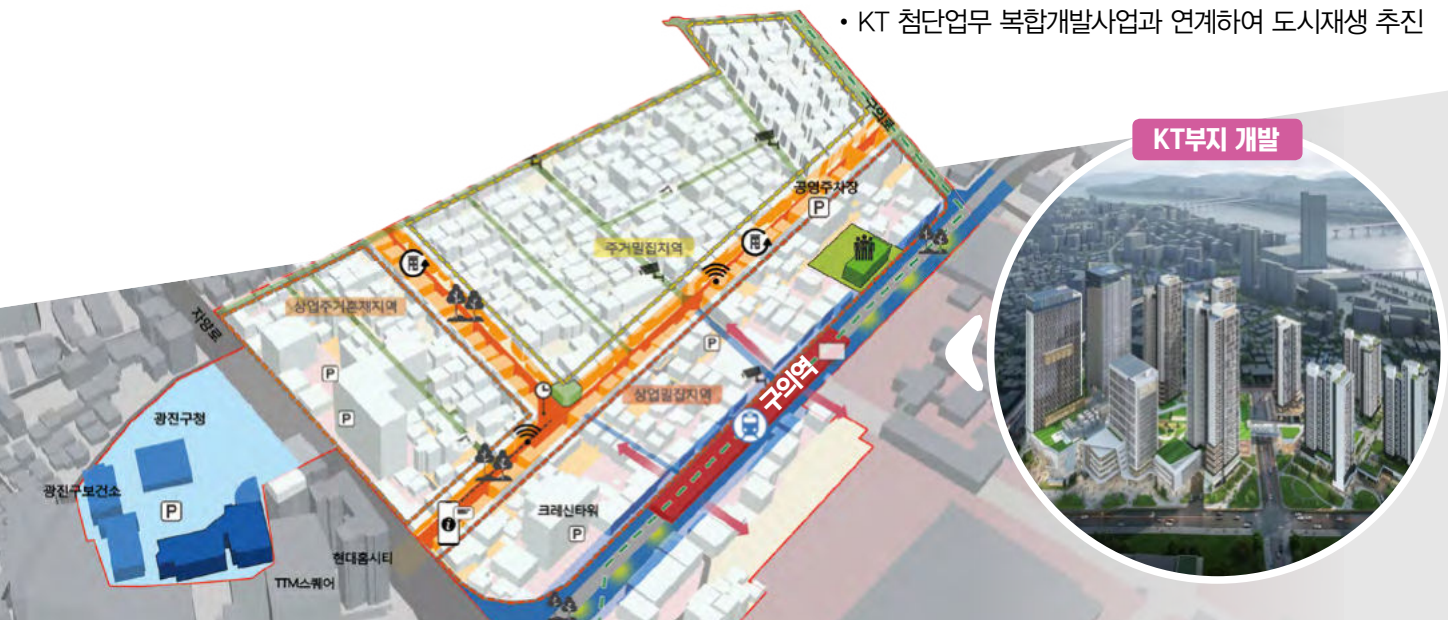 • KT 첨단업무 복합개발사업과 연계하여 도시재생 추진
KT부지 개발
구의로
공영주차장
P
주거밀집지역
상업주거혼재지역
자양로
P
P
P
상업밀집지역
구의역
광진구청
광진구보건소
P
크레신타워
P
현대홈시티
TTM스퀘어